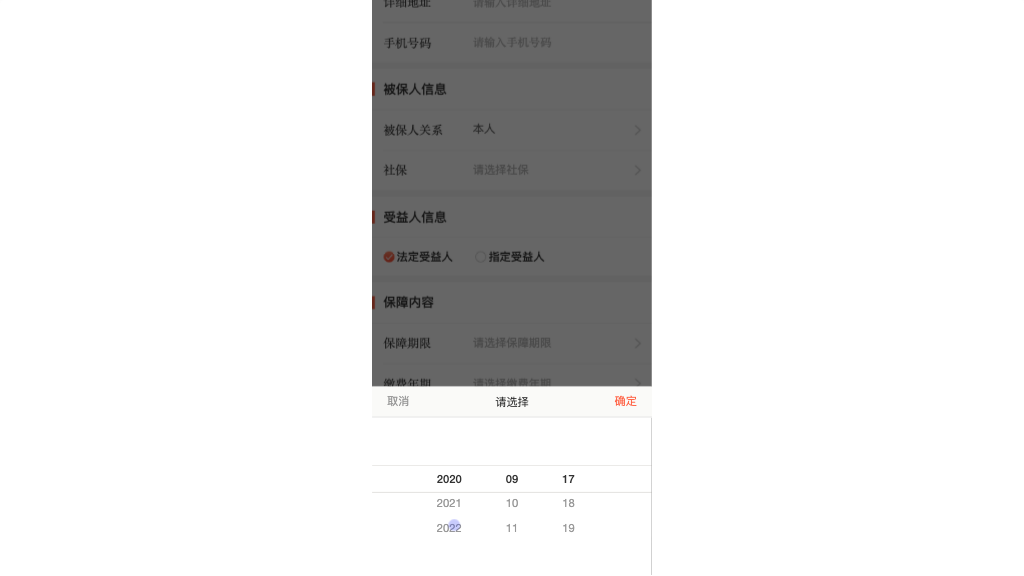 详细地址 请输入详细地址
手机号码 请输入手机号码
被保人信息
被保人关系 本人
社保 请选择社保
受益人信息
法定受益人 指定受益人
保障内容
保障期限 请选择保障期限
缴费年期 请选择缴费年期
取消 请选择 确定
2020 09 17
2021 10 18
2022 11 19